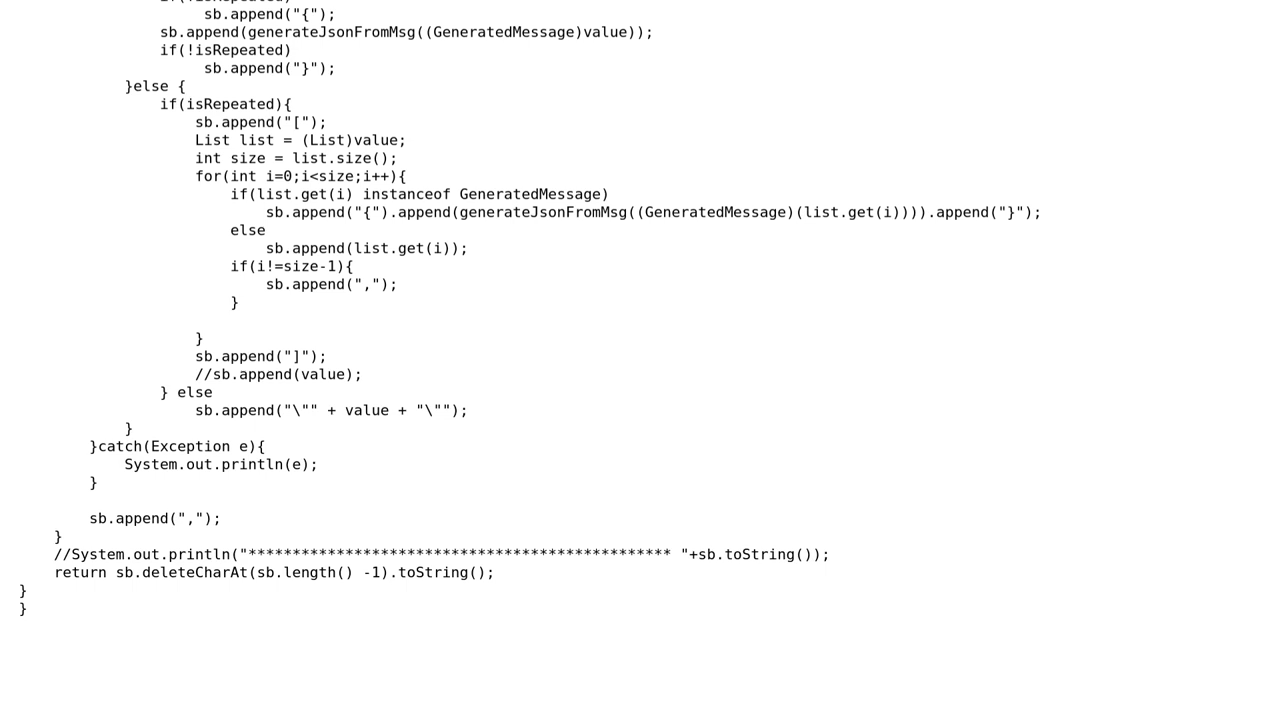 sb.append("{");
sb.append(generateJsonFromMsg((GeneratedMessage)value));
if(!isRepeated)
sb.append("}");
}else {
if(isRepeated){
sb.append("[");
List list = (List)value;
int size = list.size();
for(int i=0;i<size;i++){
if(list.get(i) instanceof GeneratedMessage)
sb.append("{").append(generateJsonFromMsg((GeneratedMessage)(list.get(i)))).append("}");
else
sb.append(list.get(i));
if(i!=size-1){
sb.append(",");
}
}
sb.append("]");
//sb.append(value);
} else
sb.append("\"" + value + "\"");
}
}catch(Exception e){
System.out.println(e);
}
sb.append(",");
}
//System.out.println("************************************************ "+sb.toString());
return sb.deleteCharAt(sb.length() -1).toString();
}
}